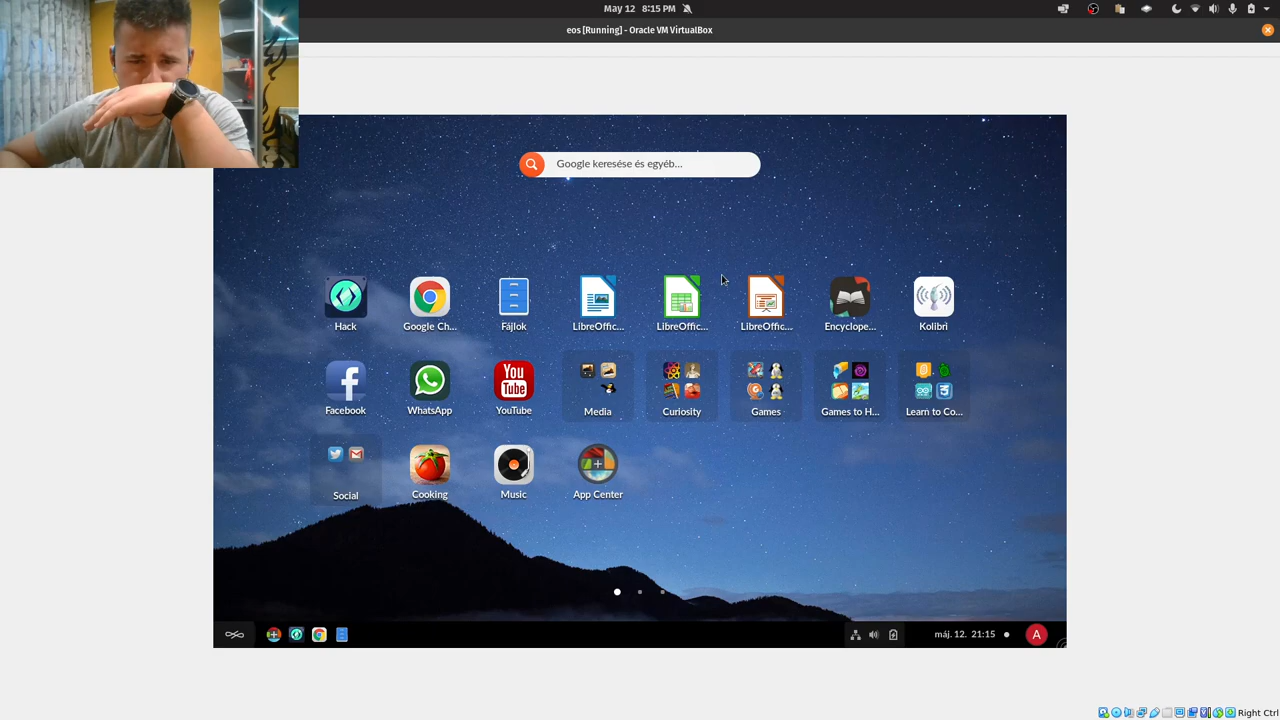 May 12 8:15 PM
eos [Running] - Oracle VM VirtualBox
Google keresése és egyéb...
Hack
Google Ch...
Fájlok
LibreOffic...
LibreOffic...
LibreOffic...
Encyclope...
Kolibri
Facebook
WhatsApp
You
Tube
YouTube
Media
Curiosity
Games
Games to H...
Learn to Co...
Social
Cooking
Music
App Center
máj. 12. 21:15
A
Right Ctrl